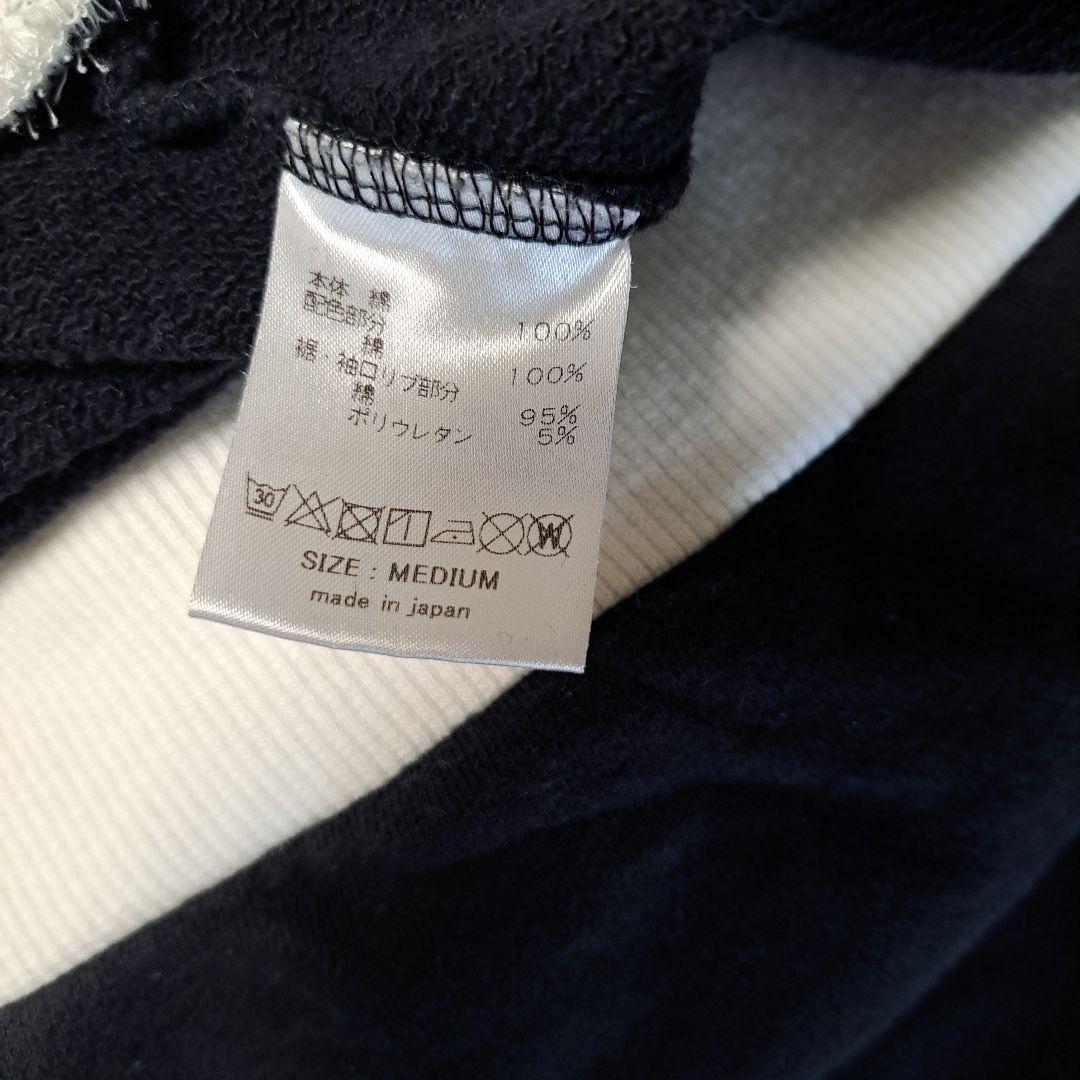 本体 綿 100%
配色部分
綿 100%
裾・袖口リブ部分
綿 95%
ポリウレタン 5%
30
SIZE : MEDIUM
made in japan